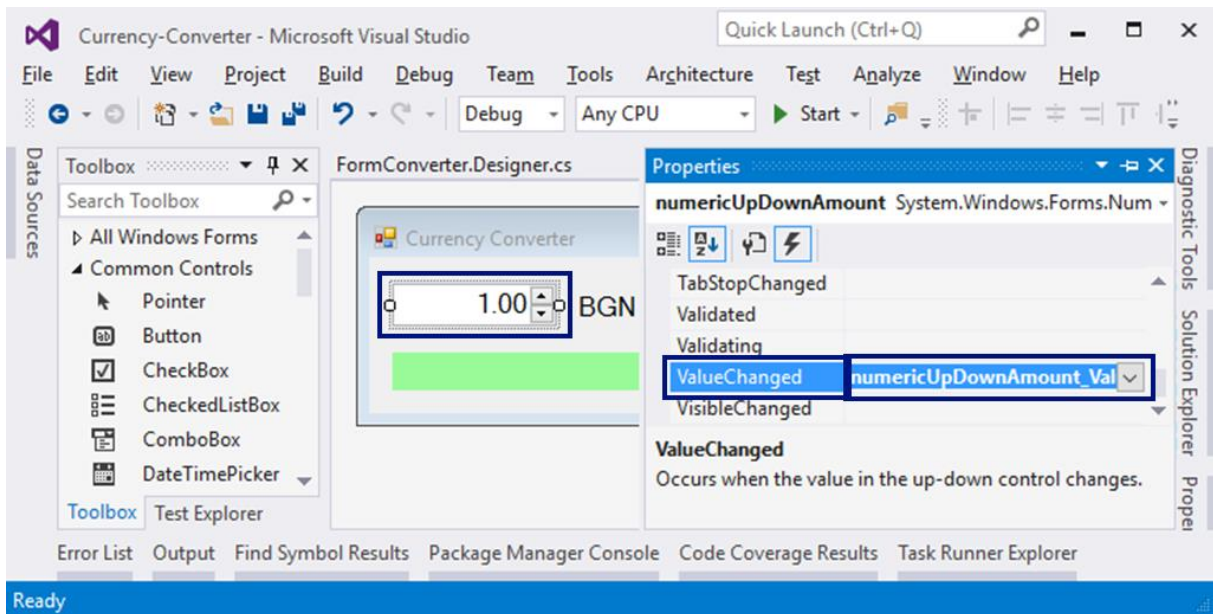 Currency-Converter - Microsoft Visual Studio
Quick Launch (Ctrl+Q)
File Edit View Project Build Debug Team Tools Architecture Test Analyze Window Help
Debug Any CPU Start
Data Sources
Toolbox
Search Toolbox
All Windows Forms
Common Controls
Pointer
Button
CheckBox
CheckedListBox
ComboBox
DateTimePicker
Toolbox Test Explorer
FormConverter.Designer.cs
Currency Converter
1.00 BGN
Properties
numericUpDownAmount System.Windows.Forms.Num
TabStopChanged
Validated
Validating
ValueChanged numericUpDownAmount_Val
VisibleChanged
ValueChanged
Occurs when the value in the up-down control changes.
Diagnostic Tools
Solution Explorer
Proper
Error List Output Find Symbol Results Package Manager Console Code Coverage Results Task Runner Explorer
Ready